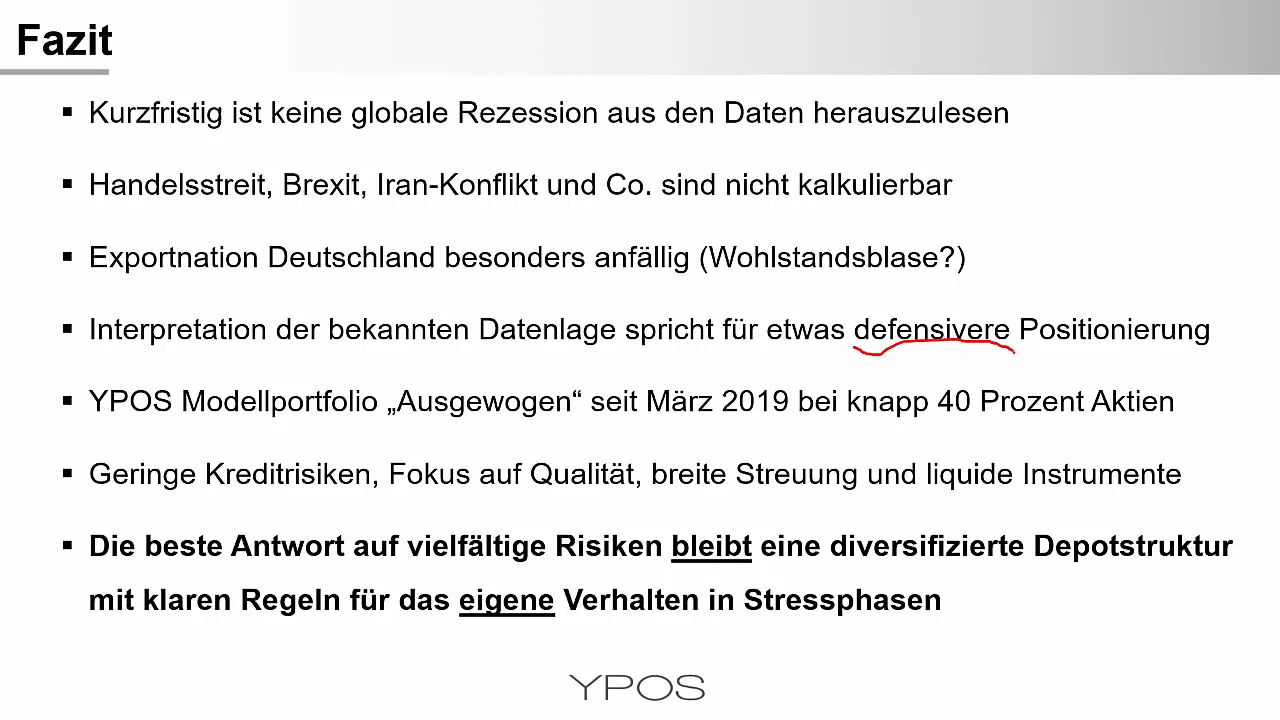 Fazit
▪ Kurzfristig ist keine globale Rezession aus den Daten herauszulesen
▪ Handelsstreit, Brexit, Iran-Konflikt und Co. sind nicht kalkulierbar
▪ Exportnation Deutschland besonders anfällig (Wohlstandsblase?)
▪ Interpretation der bekannten Datenlage spricht für etwas defensivere Positionierung
▪ YPOS Modellportfolio „Ausgewogen“ seit März 2019 bei knapp 40 Prozent Aktien
▪ Geringe Kreditrisiken, Fokus auf Qualität, breite Streuung und liquide Instrumente
▪ Die beste Antwort auf vielfältige Risiken bleibt eine diversifizierte Depotstruktur
mit klaren Regeln für das eigene Verhalten in Stressphasen
YPOS